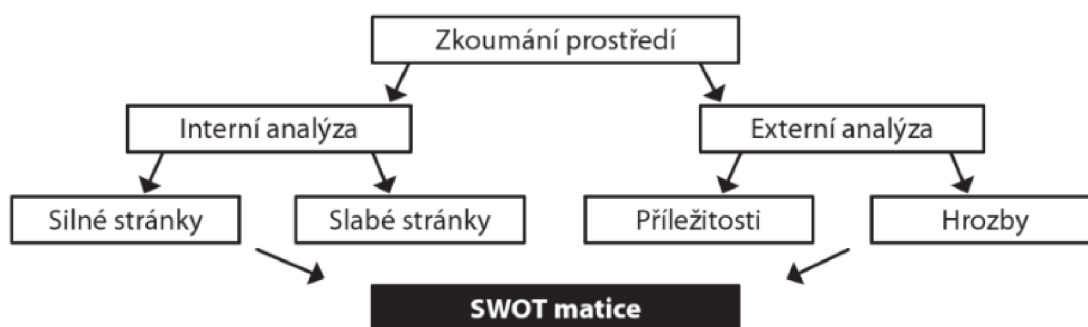 Zkoumání prostředí
Interní analýza
Externí analýza
Silné stránky
Slabé stránky
Příležitosti
Hrozby
SWOT matice